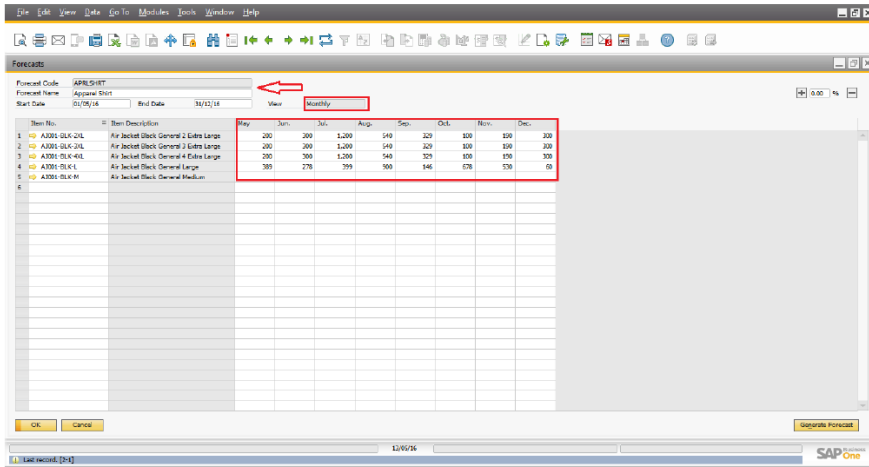 File Edit View Data Go To Modules Tools Window Help
Forecasts
Forecast Code APRLSHIRT
Forecast Name Apparel Shirt
Start Date 01/05/16 End Date 31/12/16 View Monthly
0.00 %
Item No. Item Description May Jun. Jul. Aug. Sep. Oct. Nov. Dec.
1 AJ001-BLK-2XL Air Jacket Black General 2 Extra Large 200 300 1,200 540 329 100 190 300
2 AJ001-BLK-3XL Air Jacket Black General 3 Extra Large 200 300 1,200 540 329 100 190 300
3 AJ001-BLK-4XL Air Jacket Black General 4 Extra Large 200 300 1,200 540 329 100 190 300
4 AJ001-BLK-L Air Jacket Black General Large 389 278 399 900 146 678 530 60
5 AJ001-BLK-M Air Jacket Black General Medium
6
OK Cancel Generate Forecast
13/05/16
Last record. [2-1]
SAP Business One